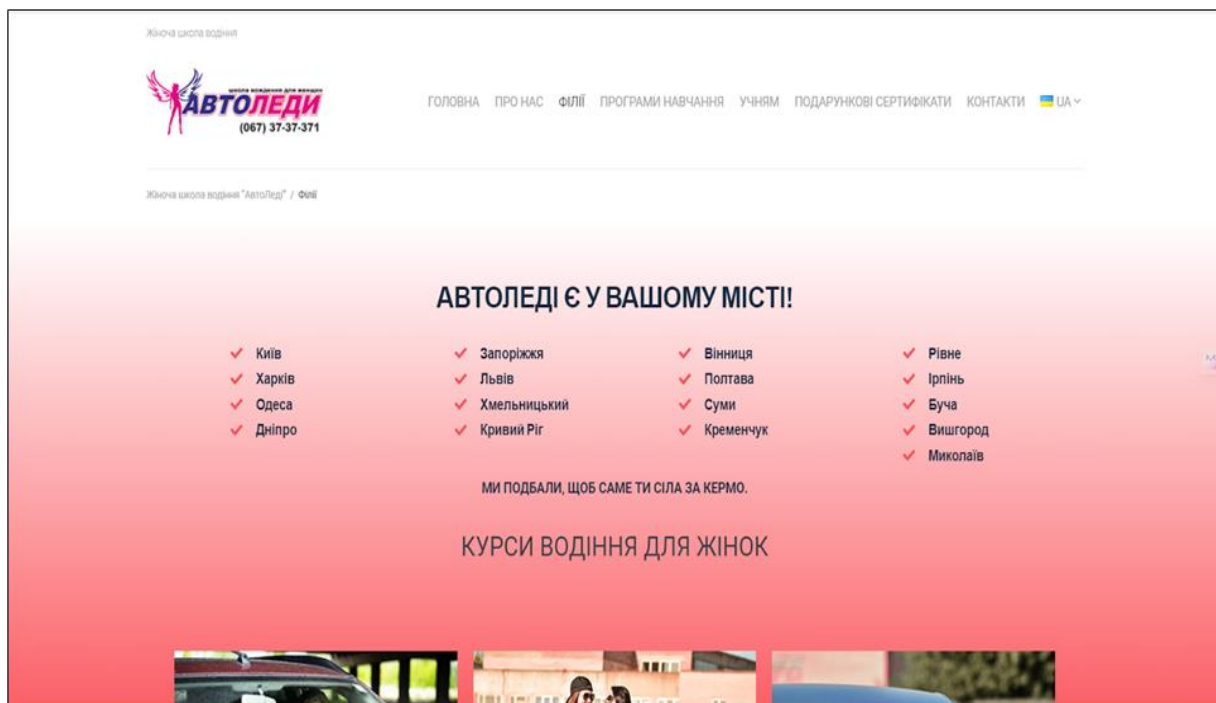 Жіноча школа водіння
школа вождения для женщин
АВТОЛЕДИ
(067) 37-37-371
ГОЛОВНА ПРО НАС ФІЛІЇ ПРОГРАМИ НАВЧАННЯ УЧНЯМ ПОДАРУНКОВІ СЕРТИФІКАТИ КОНТАКТИ UA
Жіноча школа водіння "АвтоЛеді" / Філії
АВТОЛЕДІ Є У ВАШОМУ МІСТІ!
Київ
Харків
Одеса
Дніпро
Запоріжжя
Львів
Хмельницький
Кривий Ріг
Вінниця
Полтава
Суми
Кременчук
Рівне
Ірпінь
Буча
Вишгород
Миколаїв
МИ ПОДБАЛИ, ЩОБ САМЕ ТИ СІЛА ЗА КЕРМО.
КУРСИ ВОДІННЯ ДЛЯ ЖІНОК